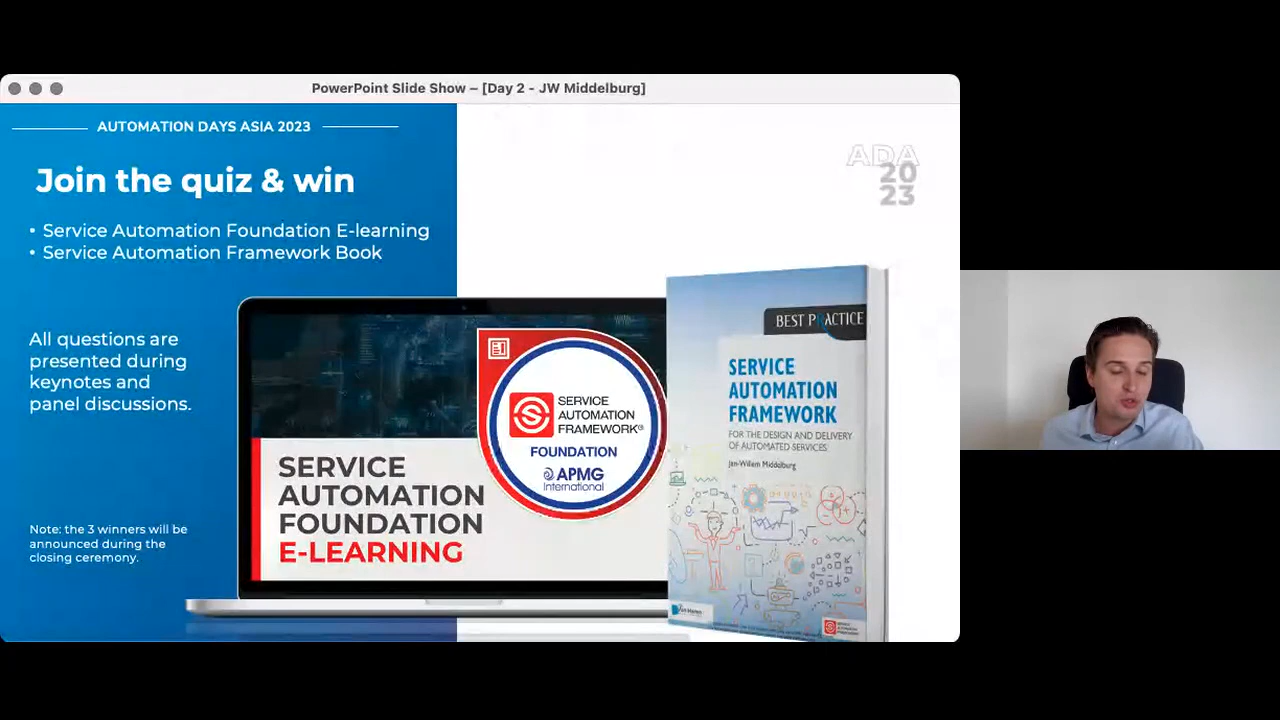 PowerPoint Slide Show – [Day 2 - JW Middelburg]
AUTOMATION DAYS ASIA 2023
Join the quiz & win
• Service Automation Foundation E-learning
• Service Automation Framework Book
All questions are
presented during
keynotes and
panel discussions.
Note: the 3 winners will be
announced during the
closing ceremony.
SERVICE
AUTOMATION
FRAMEWORK®
FOUNDATION
APMG
International
SERVICE
AUTOMATION
FOUNDATION
E-LEARNING
ADA
20
23
BEST PRACTICE
SERVICE
AUTOMATION
FRAMEWORK
FOR THE DESIGN AND DELIVERY
OF AUTOMATED SERVICES
Jan-Willem Middelburg